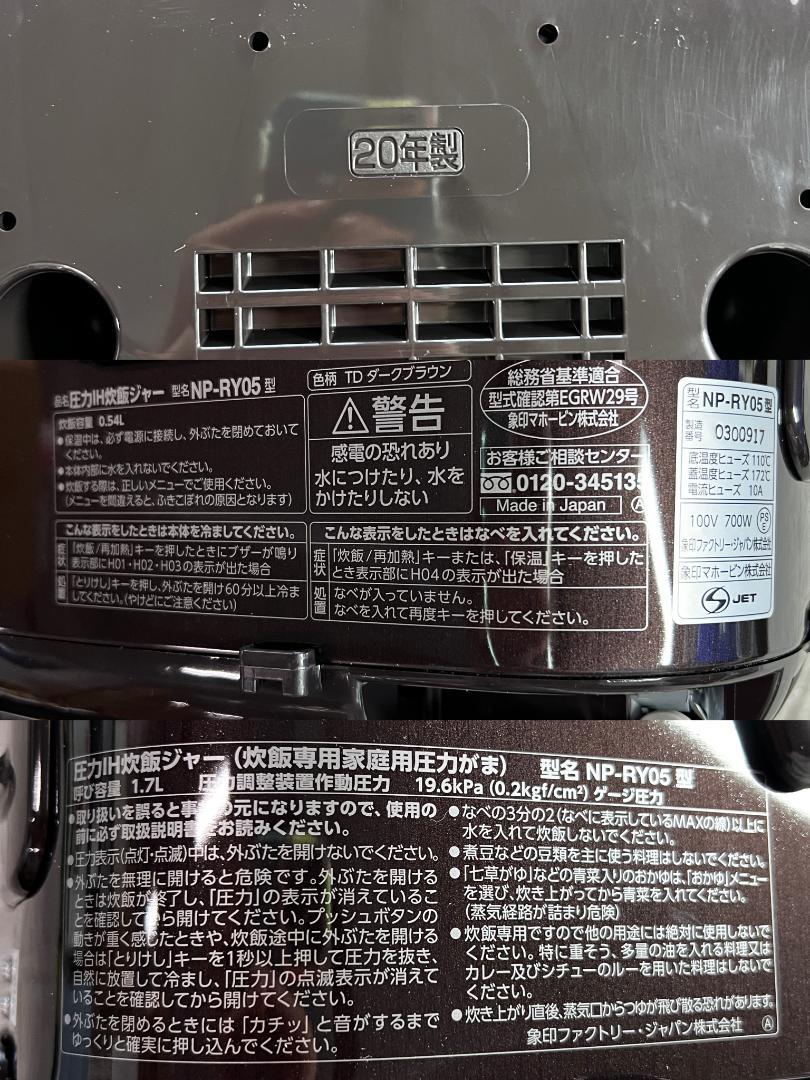 20年製
品名 圧力IH炊飯ジャー 型名 NP-RY05型
炊飯容量 0.54L
●保温中は、必ず電源に接続し、外ぶたを閉めておいて
ください。
●本体内部に水を入れないでください。
●炊飯する際は、正しいメニューでご使用ください。
(メニューを間違えると、ふきこぼれの原因となります)
色柄 TD ダークブラウン
警告
感電の恐れあり
水につけたり、水を
かけたりしない
総務省基準適合
型式確認第EGRW29号
象印マホービン株式会社
お客様ご相談センター
0120-345135
Made in Japan Ⓐ
こんな表示をしたときは本体を冷ましてください。
症状 「炊飯/再加熱」キーを押したときにブザーが鳴り
表示部にH01・H02・H03の表示が出た場合
処置 「とりけし」キーを押し、外ぶたを開け60分以上冷ま
してください。(やけどにご注意ください)
こんな表示をしたときはなべを入れてください。
症状 「炊飯/再加熱」キーまたは、「保温」キーを押した
とき表示部にH04の表示が出た場合
処置 なべが入っていません。
なべを入れて再度キーを押してください。
型名 NP-RY05型
製造番号 0300917
底温度ヒューズ 110℃
蓋温度ヒューズ 172℃
電流ヒューズ 10A
100V 700W PSE
象印ファクトリー・ジャパン株式会社
象印マホービン株式会社
JET
圧力IH炊飯ジャー(炊飯専用家庭用圧力がま) 型名 NP-RY05型
呼び容量 1.7L 圧力調整装置作動圧力 19.6kPa (0.2kgf/cm²) ゲージ圧力
●取り扱いを誤ると事故の元になりますので、使用の
前に必ず取扱説明書をお読みください。
●圧力表示(点灯・点滅)中は、外ぶたを開けないでください。
●外ぶたを無理に開けると危険です。外ぶたを開ける
ときは炊飯が終了し、「圧力」の表示が消えているこ
とを確認してから開けてください。プッシュボタンの
動きが重く感じたときや、炊飯途中に外ぶたを開ける
場合は「とりけし」キーを1秒以上押して圧力を抜き、
自然に放置して冷まし、「圧力」の点滅表示が消えて
いることを確認してから開けてください。
●外ぶたを閉めるときには「カチッ」と音がするまで
ゆっくりと確実に押し込んでください。
●なべの3分の2(なべに表示しているMAXの線)以上に
水を入れて炊飯しないでください。
●煮豆などの豆類を主に使う料理はしないでください。
●「七草がゆ」などの青菜入りのおかゆは、「おかゆ」メニュー
を選び、炊き上がってから青菜を入れてください。
(蒸気経路が詰まり危険)
●炊飯専用ですので他の用途には絶対に使用しないで
ください。特に重そう、多量の油を入れる料理又は
カレー及びシチューのルーを用いた料理はしないで
ください。
●炊き上がり直後、蒸気口からつゆが飛び散る恐れがあります。
象印ファクトリー・ジャパン株式会社 Ⓐ